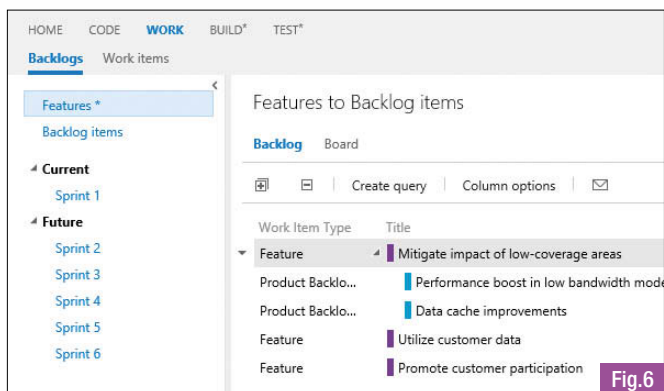 HOME CODE WORK BUILD* TEST*
Backlogs Work items
Features *
Backlog items
Current
Sprint 1
Future
Sprint 2
Sprint 3
Sprint 4
Sprint 5
Sprint 6
Features to Backlog items
Backlog Board
Create query Column options
Work Item Type Title
Feature Mitigate impact of low-coverage areas
Product Backlo... Performance boost in low bandwidth mode
Product Backlo... Data cache improvements
Feature Utilize customer data
Feature Promote customer participation
Fig.6